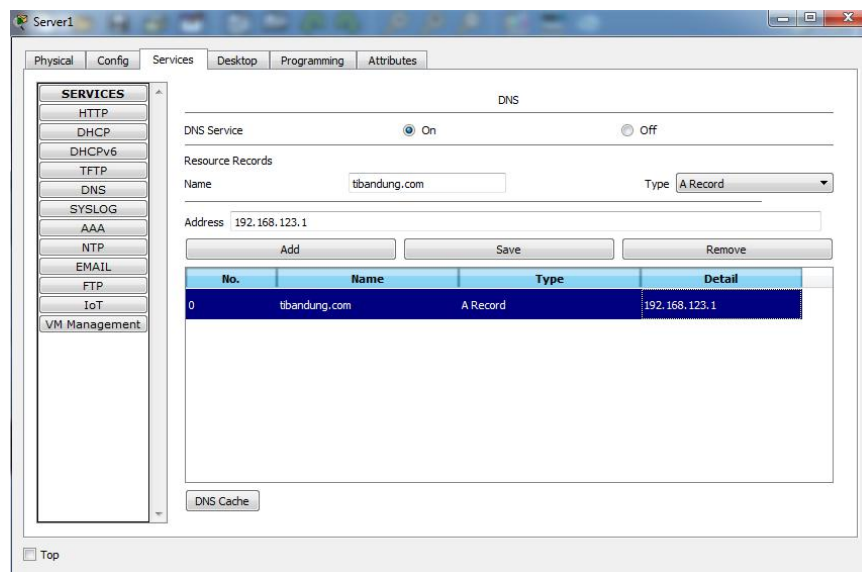 Server1
Physical Config Services Desktop Programming Attributes
SERVICES
HTTP
DHCP
DHCPv6
TFTP
DNS
SYSLOG
AAA
NTP
EMAIL
FTP
IoT
VM Management
DNS
DNS Service On Off
Resource Records
Name tibandung.com Type A Record
Address 192.168.123.1
Add Save Remove
No. Name Type Detail
0 tibandung.com A Record 192.168.123.1
DNS Cache
Top